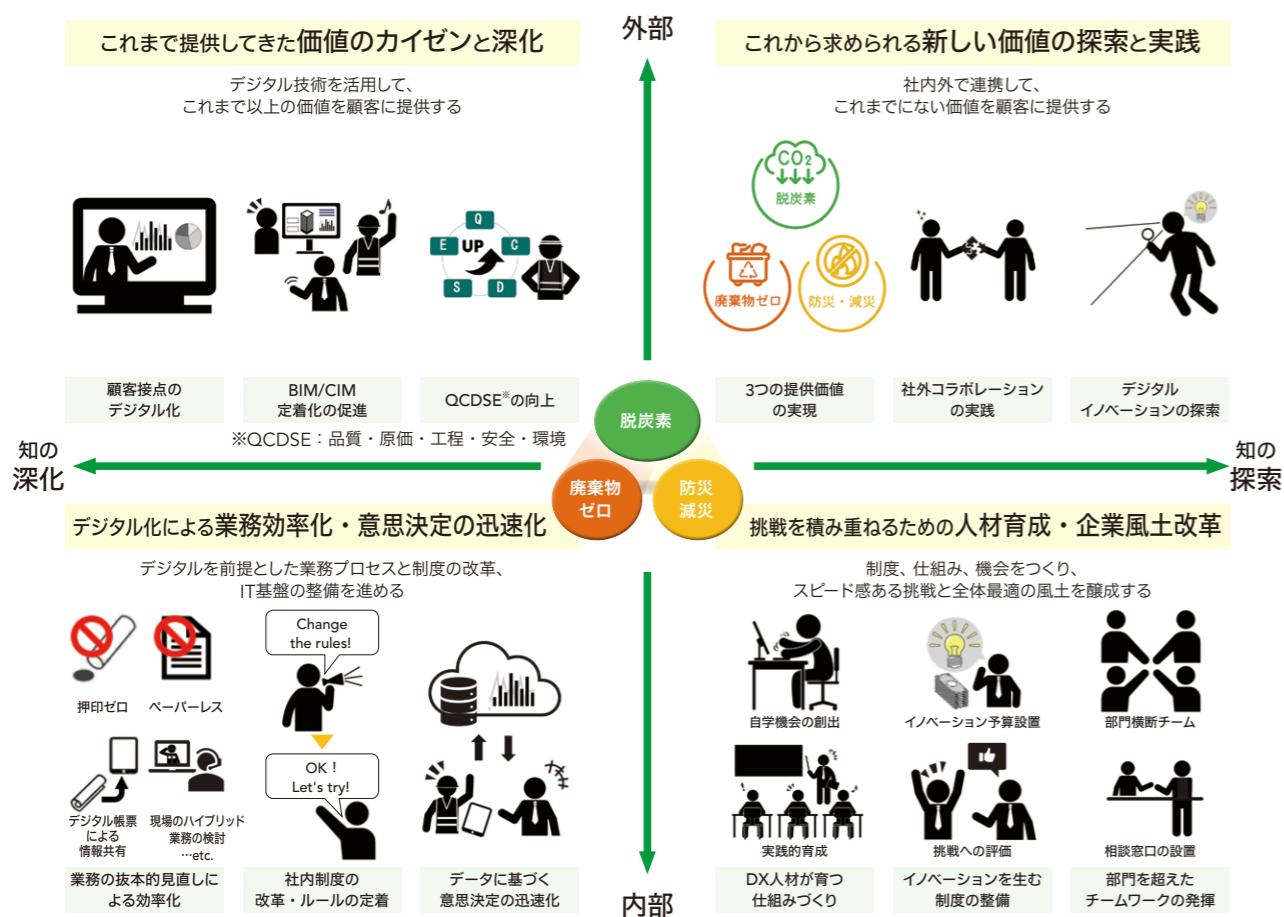 外部
これまで提供してきた価値のカイゼンと深化
デジタル技術を活用して、
これまで以上の価値を顧客に提供する
Q
E
UP
C
S
D
顧客接点の
デジタル化
BIM/CIM
定着化の促進
QCDSE※の向上
※QCDSE：品質・原価・工程・安全・環境
これから求められる新しい価値の探索と実践
社内外で連携して、
これまでにない価値を顧客に提供する
CO2
脱炭素
廃棄物ゼロ
防災・減災
3つの提供価値
の実現
社外コラボレーション
の実践
デジタル
イノベーションの探索
知の
深化
脱炭素
廃棄物
ゼロ
防災
減災
知の
探索
デジタル化による業務効率化・意思決定の迅速化
デジタルを前提とした業務プロセスと制度の改革、
IT基盤の整備を進める
押印ゼロ
ペーパーレス
デジタル帳票
による
情報共有
現場のハイブリッド
業務の検討
…etc.
Change
the rules!
OK !
Let's try!
業務の抜本的見直しに
よる効率化
社内制度の
改革・ルールの定着
データに基づく
意思決定の迅速化
挑戦を積み重ねるための人材育成・企業風土改革
制度、仕組み、機会をつくり、
スピード感ある挑戦と全体最適の風土を醸成する
自学機会の創出
イノベーション予算設置
部門横断チーム
実践的育成
挑戦への評価
相談窓口の設置
DX人材が育つ
仕組みづくり
イノベーションを生む
制度の整備
部門を超えた
チームワークの発揮
内部